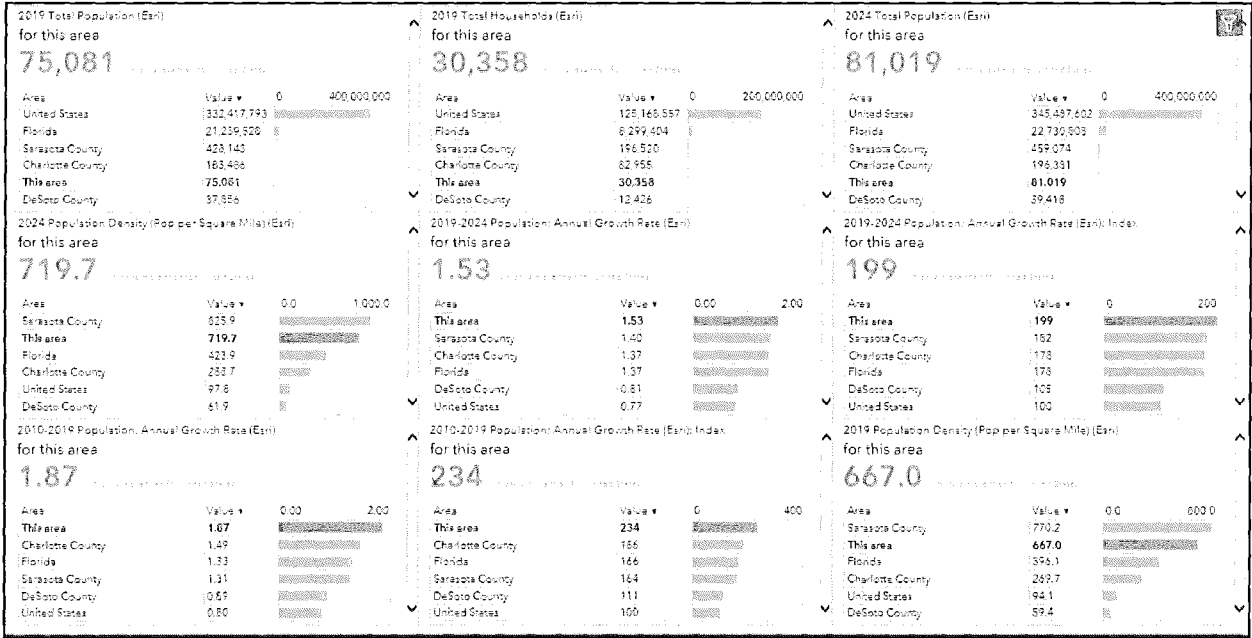 2019 Total Population (Esri)
for this area
75,081
Area Value ▾ 0 400,000,000
United States 332,417,793
Florida 21,239,528
Sarasota County 428,143
Charlotte County 183,486
This area 75,081
DeSoto County 37,856
2019 Total Households (Esri)
for this area
30,358
Area Value ▾ 0 200,000,000
United States 125,168,557
Florida 8,299,404
Sarasota County 196,520
Charlotte County 82,955
This area 30,358
DeSoto County 12,426
2024 Total Population (Esri)
for this area
81,019
Area Value ▾ 0 400,000,000
United States 345,487,602
Florida 22,730,808
Sarasota County 459,074
Charlotte County 196,381
This area 81,019
DeSoto County 39,418
2024 Population Density (Pop per Square Mile) (Esri)
for this area
719.7
Area Value ▾ 0.0 1,000.0
Sarasota County 825.9
This area 719.7
Florida 423.9
Charlotte County 288.7
United States 97.8
DeSoto County 61.9
2019-2024 Population: Annual Growth Rate (Esri)
for this area
1.53
Area Value ▾ 0.00 2.00
This area 1.53
Sarasota County 1.40
Charlotte County 1.37
Florida 1.37
DeSoto County 0.81
United States 0.77
2019-2024 Population: Annual Growth Rate (Esri): Index
for this area
199
Area Value ▾ 0 200
This area 199
Sarasota County 182
Charlotte County 178
Florida 178
DeSoto County 105
United States 100
2010-2019 Population: Annual Growth Rate (Esri)
for this area
1.87
Area Value ▾ 0.00 2.00
This area 1.87
Charlotte County 1.49
Florida 1.33
Sarasota County 1.31
DeSoto County 0.89
United States 0.80
2010-2019 Population: Annual Growth Rate (Esri): Index
for this area
234
Area Value ▾ 0 400
This area 234
Charlotte County 186
Florida 166
Sarasota County 164
DeSoto County 111
United States 100
2019 Population Density (Pop per Square Mile) (Esri)
for this area
667.0
Area Value ▾ 0.0 800.0
Sarasota County 770.2
This area 667.0
Florida 396.1
Charlotte County 269.7
United States 94.1
DeSoto County 59.4